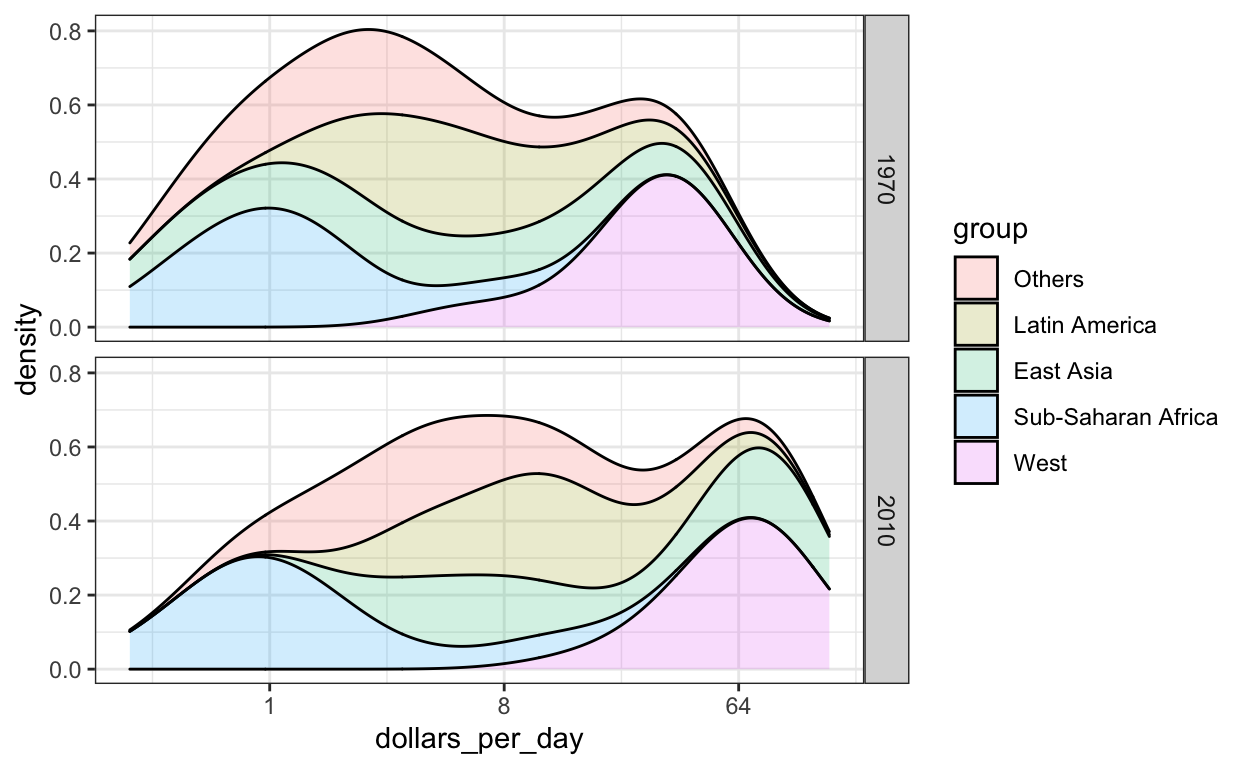 0.8
0.6
0.4
0.2
0.0
1970
0.8
0.6
0.4
0.2
0.0
2010
density
1 8 64
dollars_per_day
group
Others
Latin America
East Asia
Sub-Saharan Africa
West